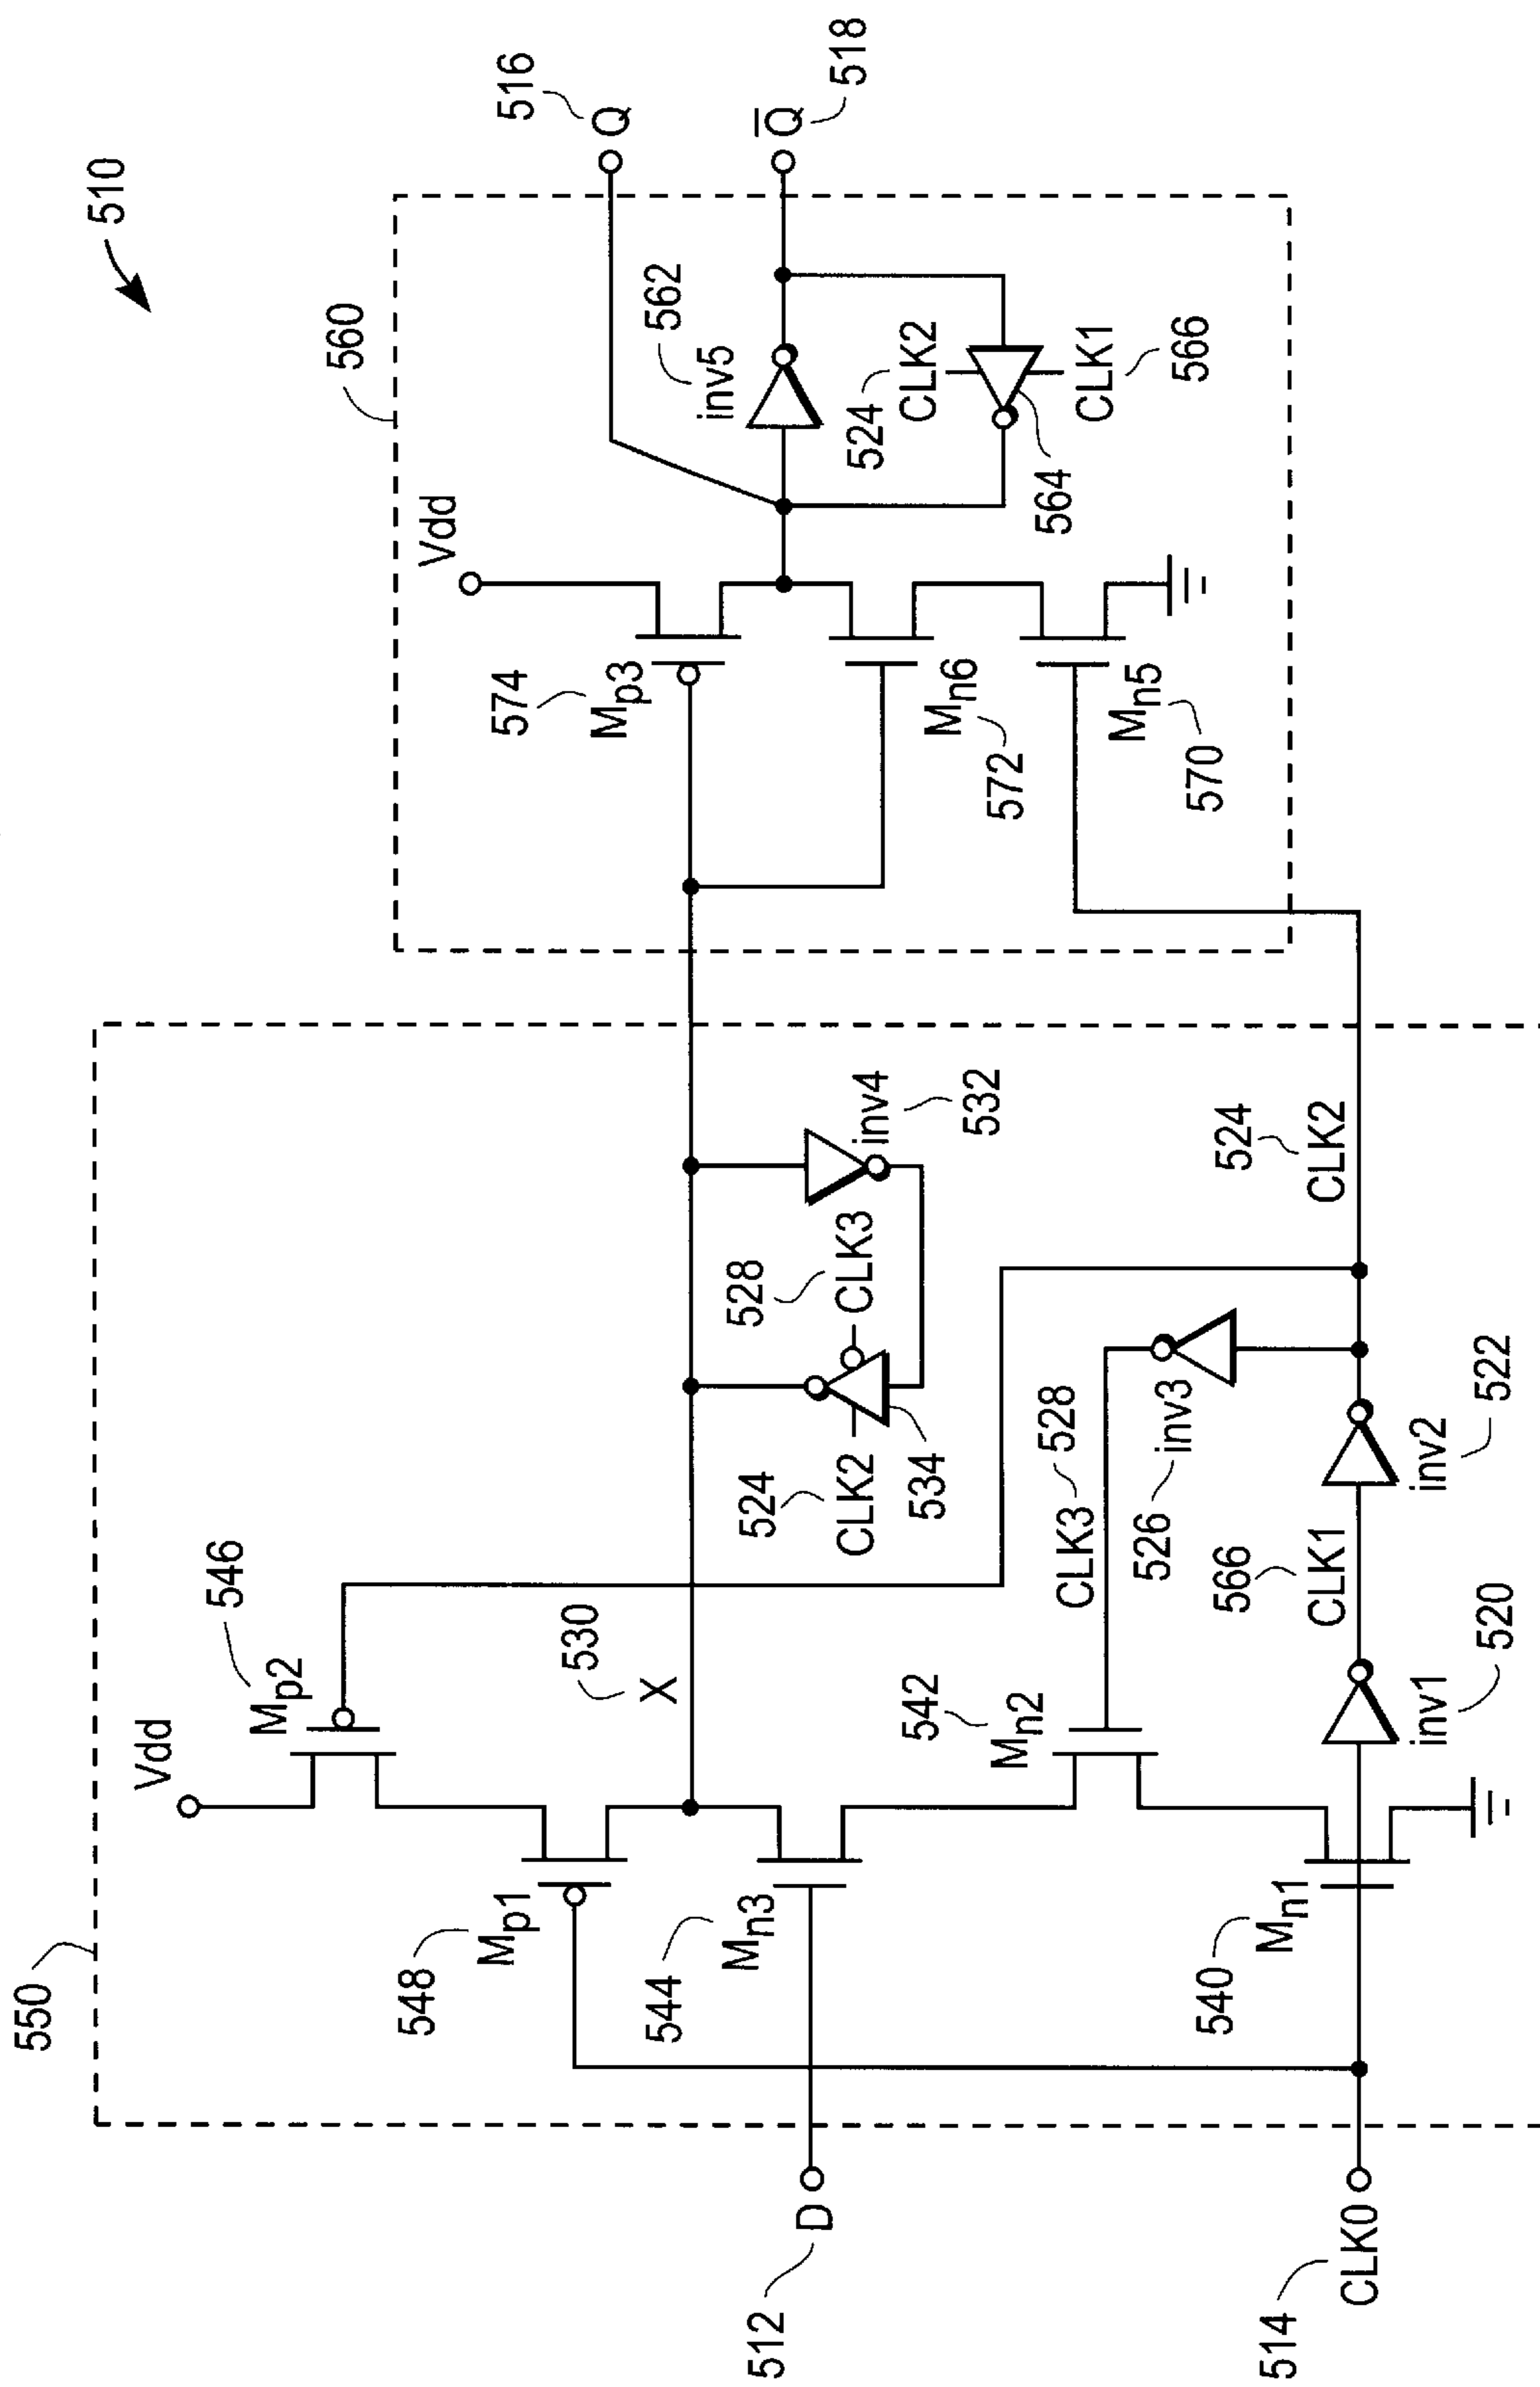 510
550
Vdd
546
Mp2
548
Mp1
530
X
544
Mn3
542
Mn2
540
Mn1
512
D
514
CLK0
520
inv1
566
CLK1
522
inv2
526
inv3
528
CLK3
524
CLK2
534
528
CLK3
532
inv4
524
CLK2
560
Vdd
574
Mp3
572
Mn6
570
Mn5
562
inv5
524
CLK2
564
CLK1
566
516
Q
Q̅
518